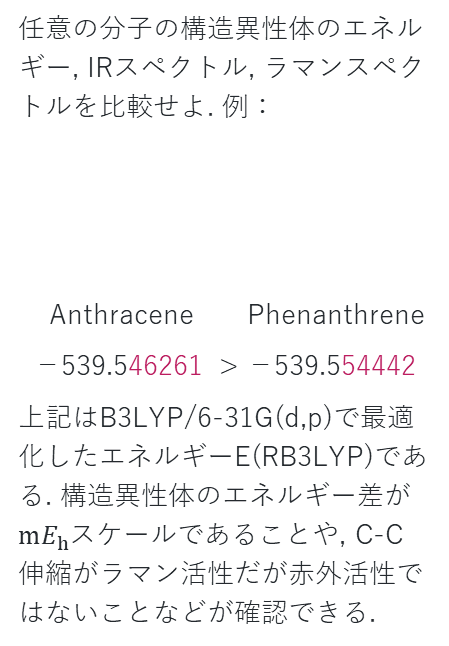 任意の分子の構造異性体のエネル
ギー, IRスペクトル, ラマンスペク
トルを比較せよ. 例：
Anthracene Phenanthrene
−539.546261 > −539.554442
上記はB3LYP/6-31G(d,p)で最適
化したエネルギーE(RB3LYP)であ
る. 構造異性体のエネルギー差が
mEhスケールであることや, C-C
伸縮がラマン活性だが赤外活性で
はないことなどが確認できる.